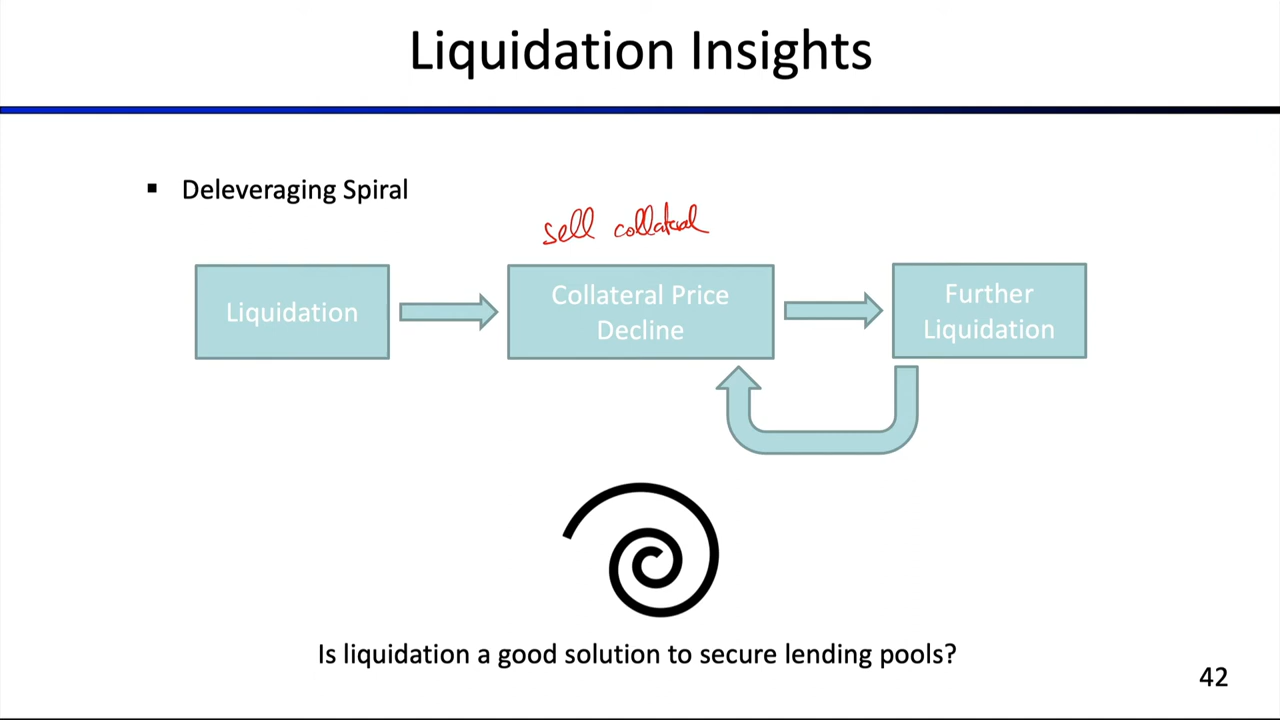 Liquidation Insights
▪ Deleveraging Spiral
sell collateral
Liquidation
Collateral Price
Decline
Further
Liquidation
Is liquidation a good solution to secure lending pools?
42